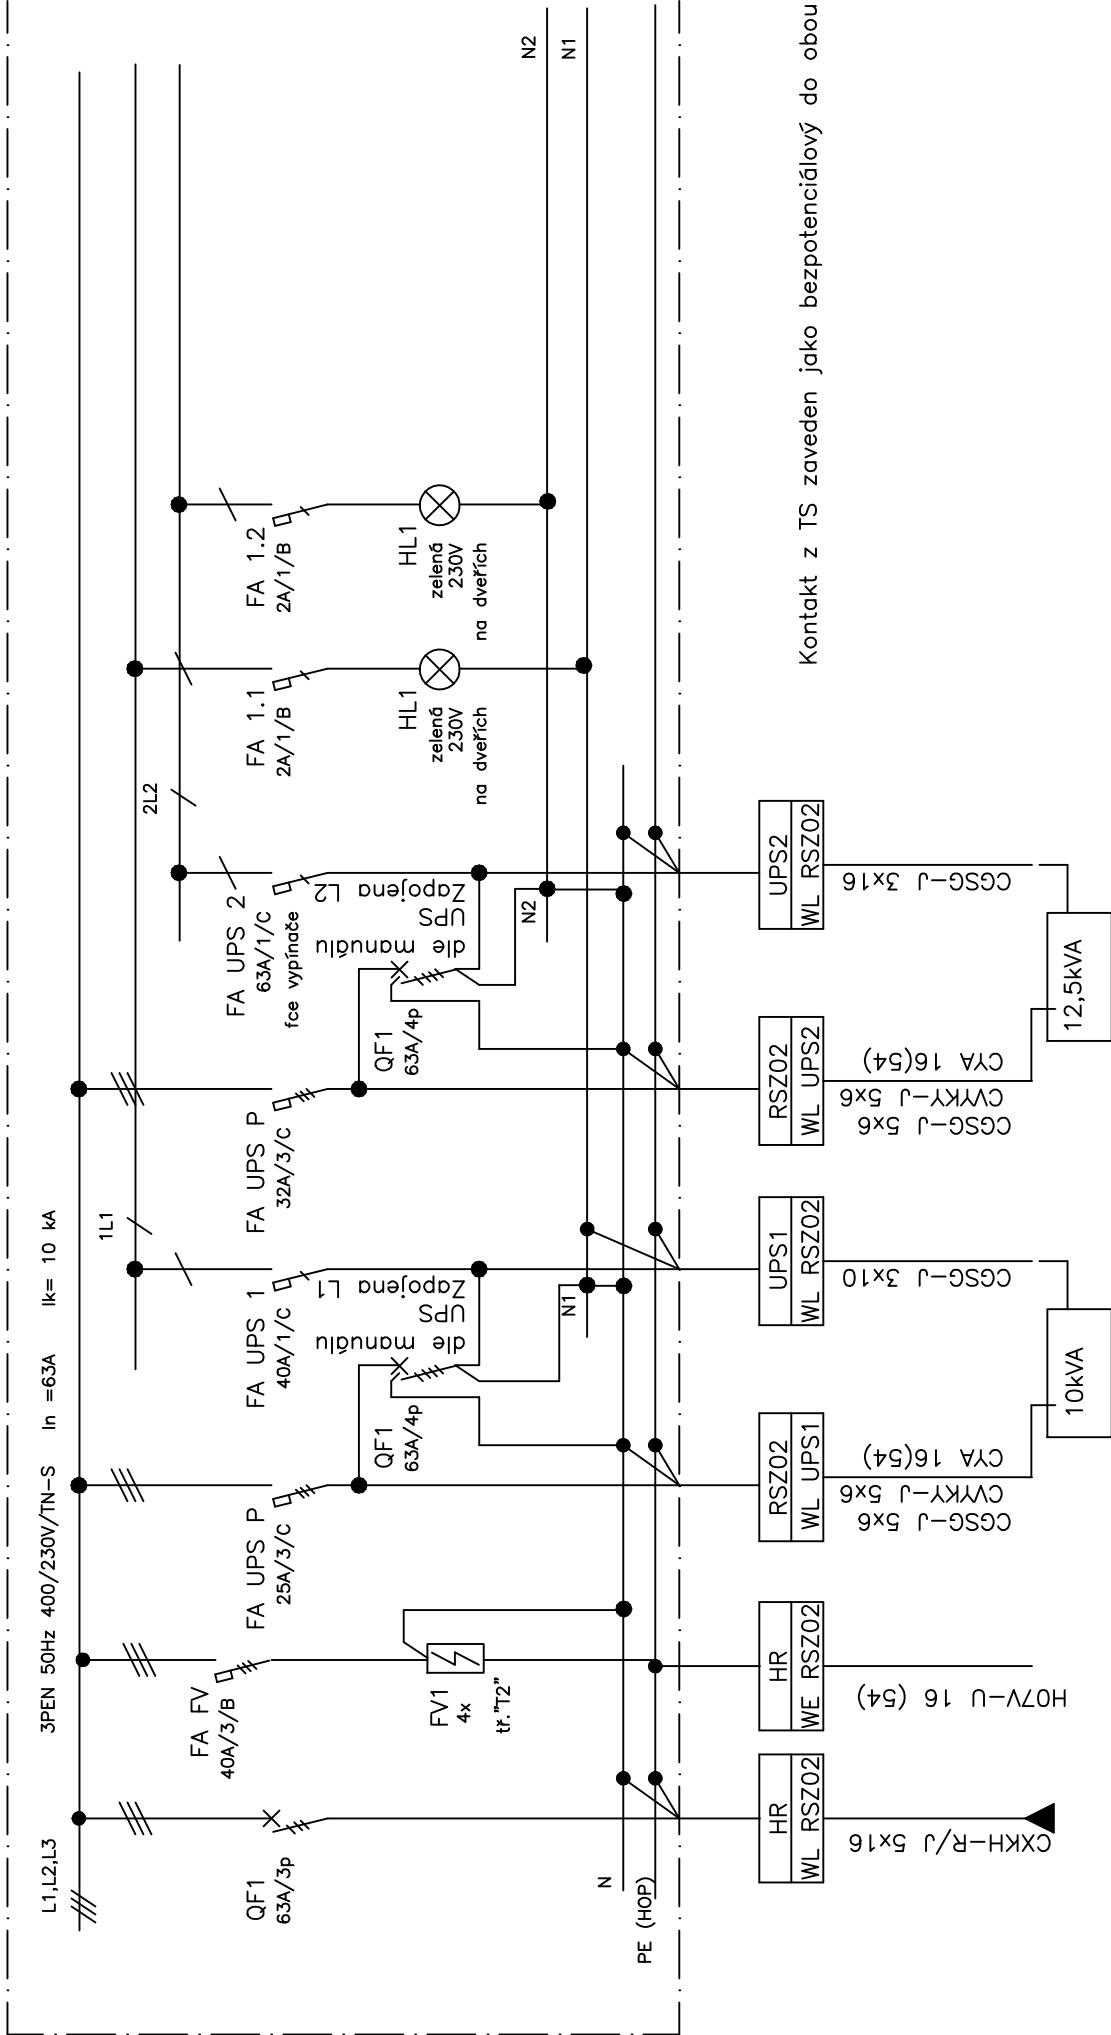 3PEN 50Hz 400/230V/TN-S In =63A Ik= 10 kA
L1,L2,L3
1L1
2L2
QF1
63A/3p
FA FV
40A/3/B
FV1
4x
tř."T2"
FA UPS P
25A/3/C
QF1
63A/4p
FA UPS 1
40A/1/C
Zapojena L1
UPS
dle manuálu
N1
FA UPS P
32A/3/C
QF1
63A/4p
FA UPS 2
63A/1/C
fce vypínače
Zapojena L2
UPS
dle manuálu
N2
FA 1.1
2A/1/B
HL1
zelená
230V
na dveřích
FA 1.2
2A/1/B
HL1
zelená
230V
na dveřích
N2
N1
N
PE (HOP)
HR
WL RSZ02
CXKH-R/J 5x16
HR
WE RSZ02
H07V-U 16 (54)
RSZ02
WL UPS1
CYA 16(54)
CVYKY-J 5x6
CGSG-J 5x6
UPS1
WL RSZ02
CGSG-J 3x10
10kVA
RSZ02
WL UPS2
CYA 16(54)
CVYKY-J 5x6
CGSG-J 5x6
UPS2
WL RSZ02
CGSG-J 3x16
12,5kVA
Kontakt z TS zaveden jako bezpotenciálový do obou